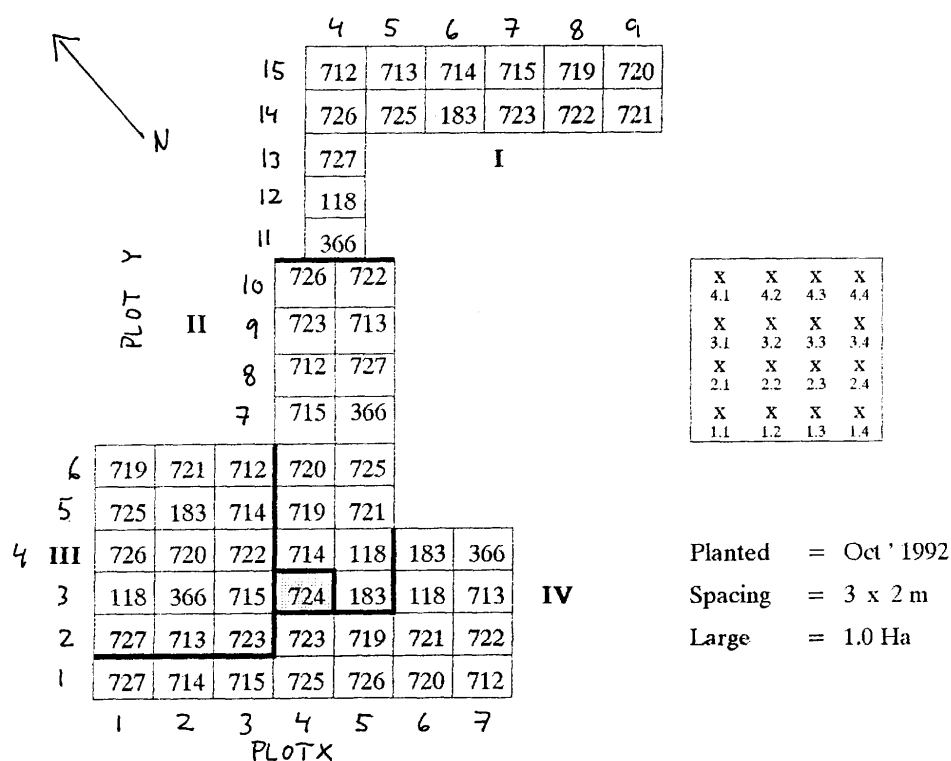 4 5 6 7 8 9
15 712 713 714 715 719 720
14 726 725 183 723 722 721
N
13 727 I
12 118
11 366
PLOT Y
10 726 722
II 9 723 713
8 712 727
7 715 366
X X X X
4.1 4.2 4.3 4.4
X X X X
3.1 3.2 3.3 3.4
X X X X
2.1 2.2 2.3 2.4
X X X X
1.1 1.2 1.3 1.4
6 719 721 712 720 725
5 725 183 714 719 721
4 III 726 720 722 714 118 183 366
3 118 366 715 724 183 118 713 IV
2 727 713 723 723 719 721 722
1 727 714 715 725 726 720 712
1 2 3 4 5 6 7
PLOT X
Planted = Oct ' 1992
Spacing = 3 x 2 m
Large = 1.0 Ha